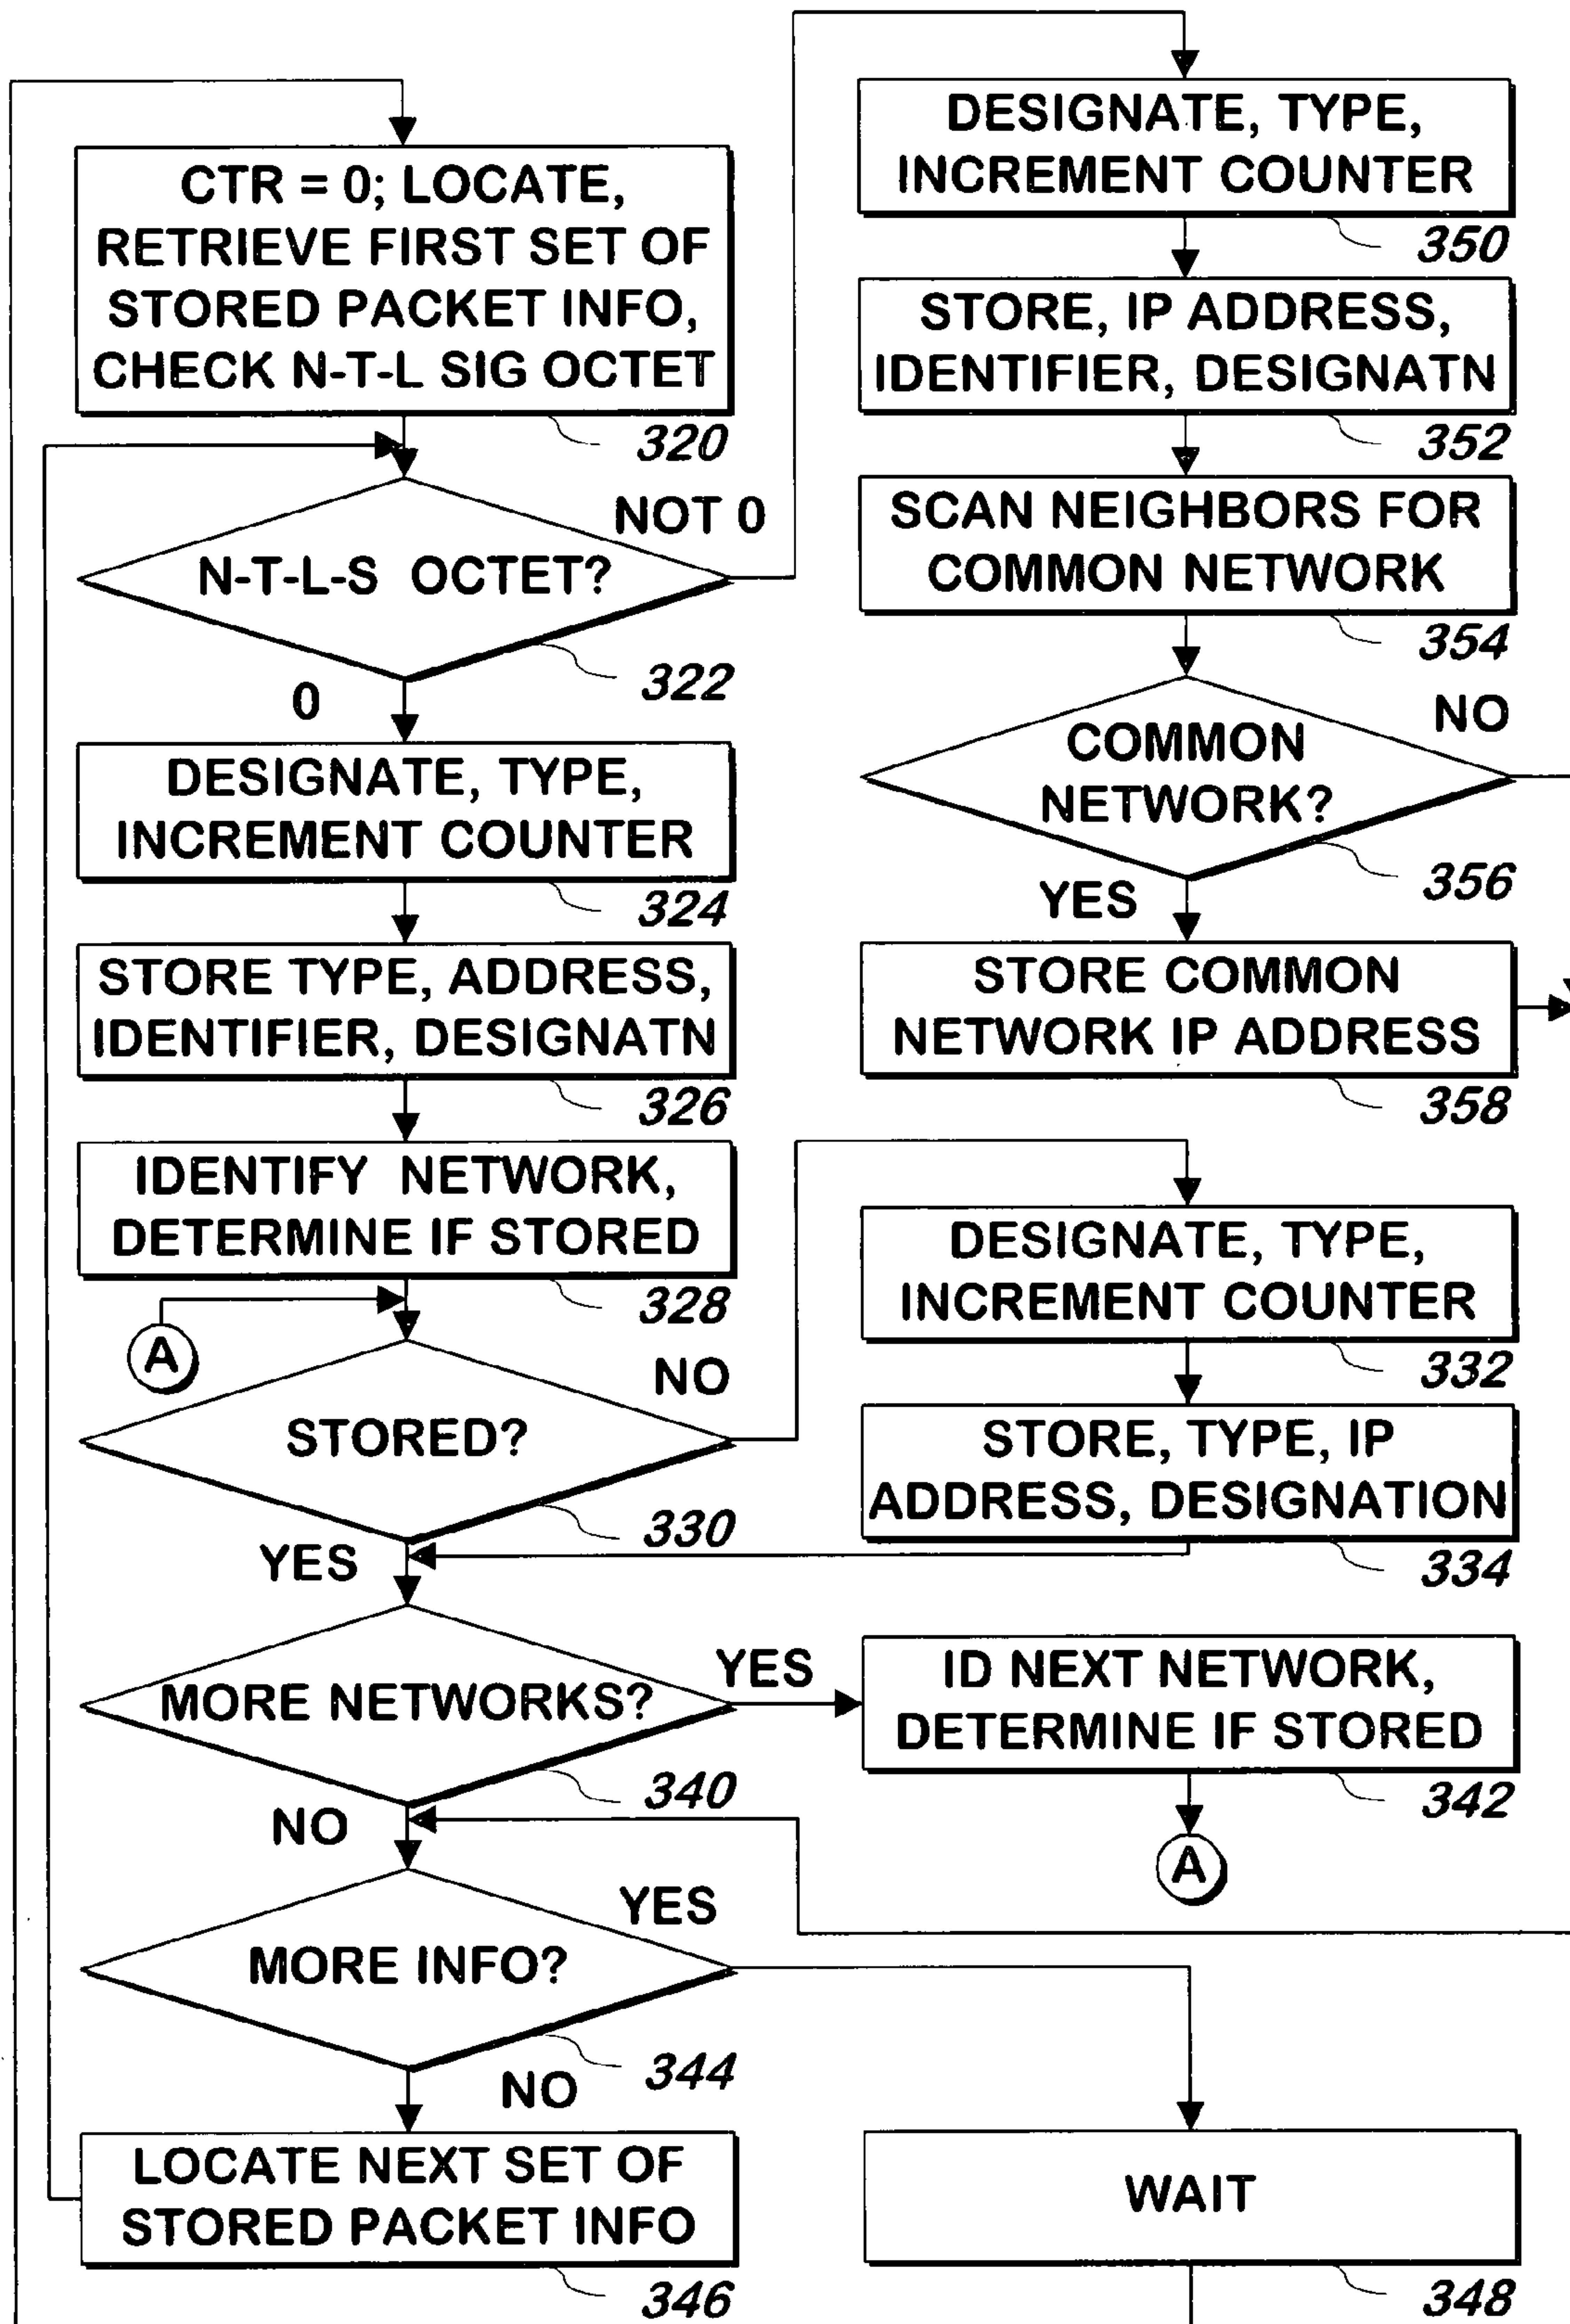 CTR = 0; LOCATE,
RETRIEVE FIRST SET OF
STORED PACKET INFO,
CHECK N-T-L SIG OCTET
320
N-T-L-S OCTET?
NOT 0
322
0
DESIGNATE, TYPE,
INCREMENT COUNTER
324
STORE TYPE, ADDRESS,
IDENTIFIER, DESIGNATN
326
IDENTIFY NETWORK,
DETERMINE IF STORED
328
A
STORED?
NO
330
YES
MORE NETWORKS?
YES
340
NO
MORE INFO?
YES
344
NO
LOCATE NEXT SET OF
STORED PACKET INFO
346
DESIGNATE, TYPE,
INCREMENT COUNTER
350
STORE, IP ADDRESS,
IDENTIFIER, DESIGNATN
352
SCAN NEIGHBORS FOR
COMMON NETWORK
354
COMMON
NETWORK?
NO
356
YES
STORE COMMON
NETWORK IP ADDRESS
358
DESIGNATE, TYPE,
INCREMENT COUNTER
332
STORE, TYPE, IP
ADDRESS, DESIGNATION
334
ID NEXT NETWORK,
DETERMINE IF STORED
342
A
WAIT
348